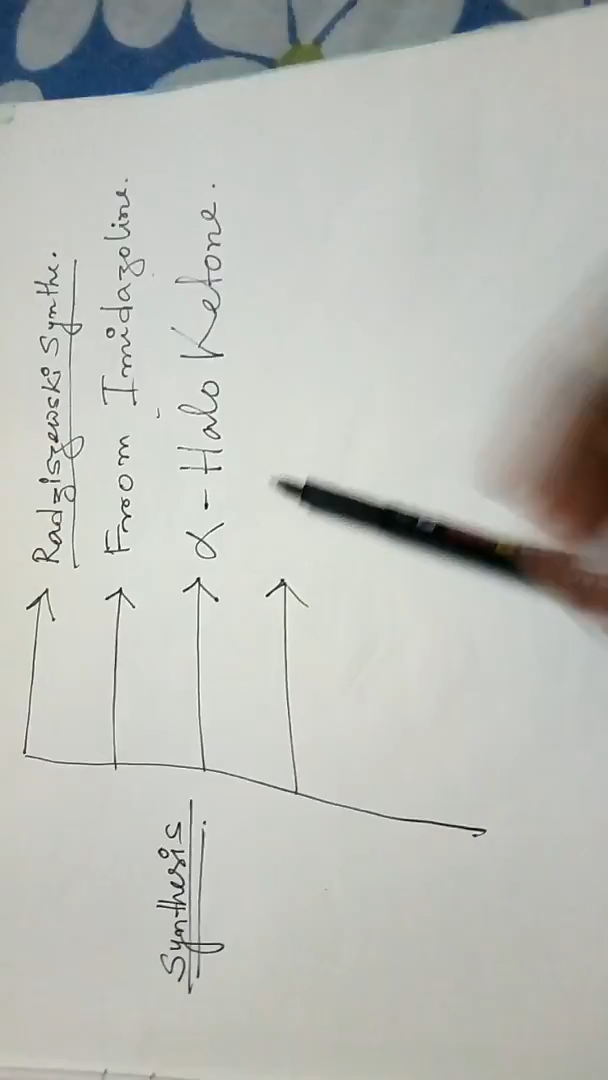 Synthesis
Radziszewski Synthe.
From Imidazoline.
α-Halo Ketone.